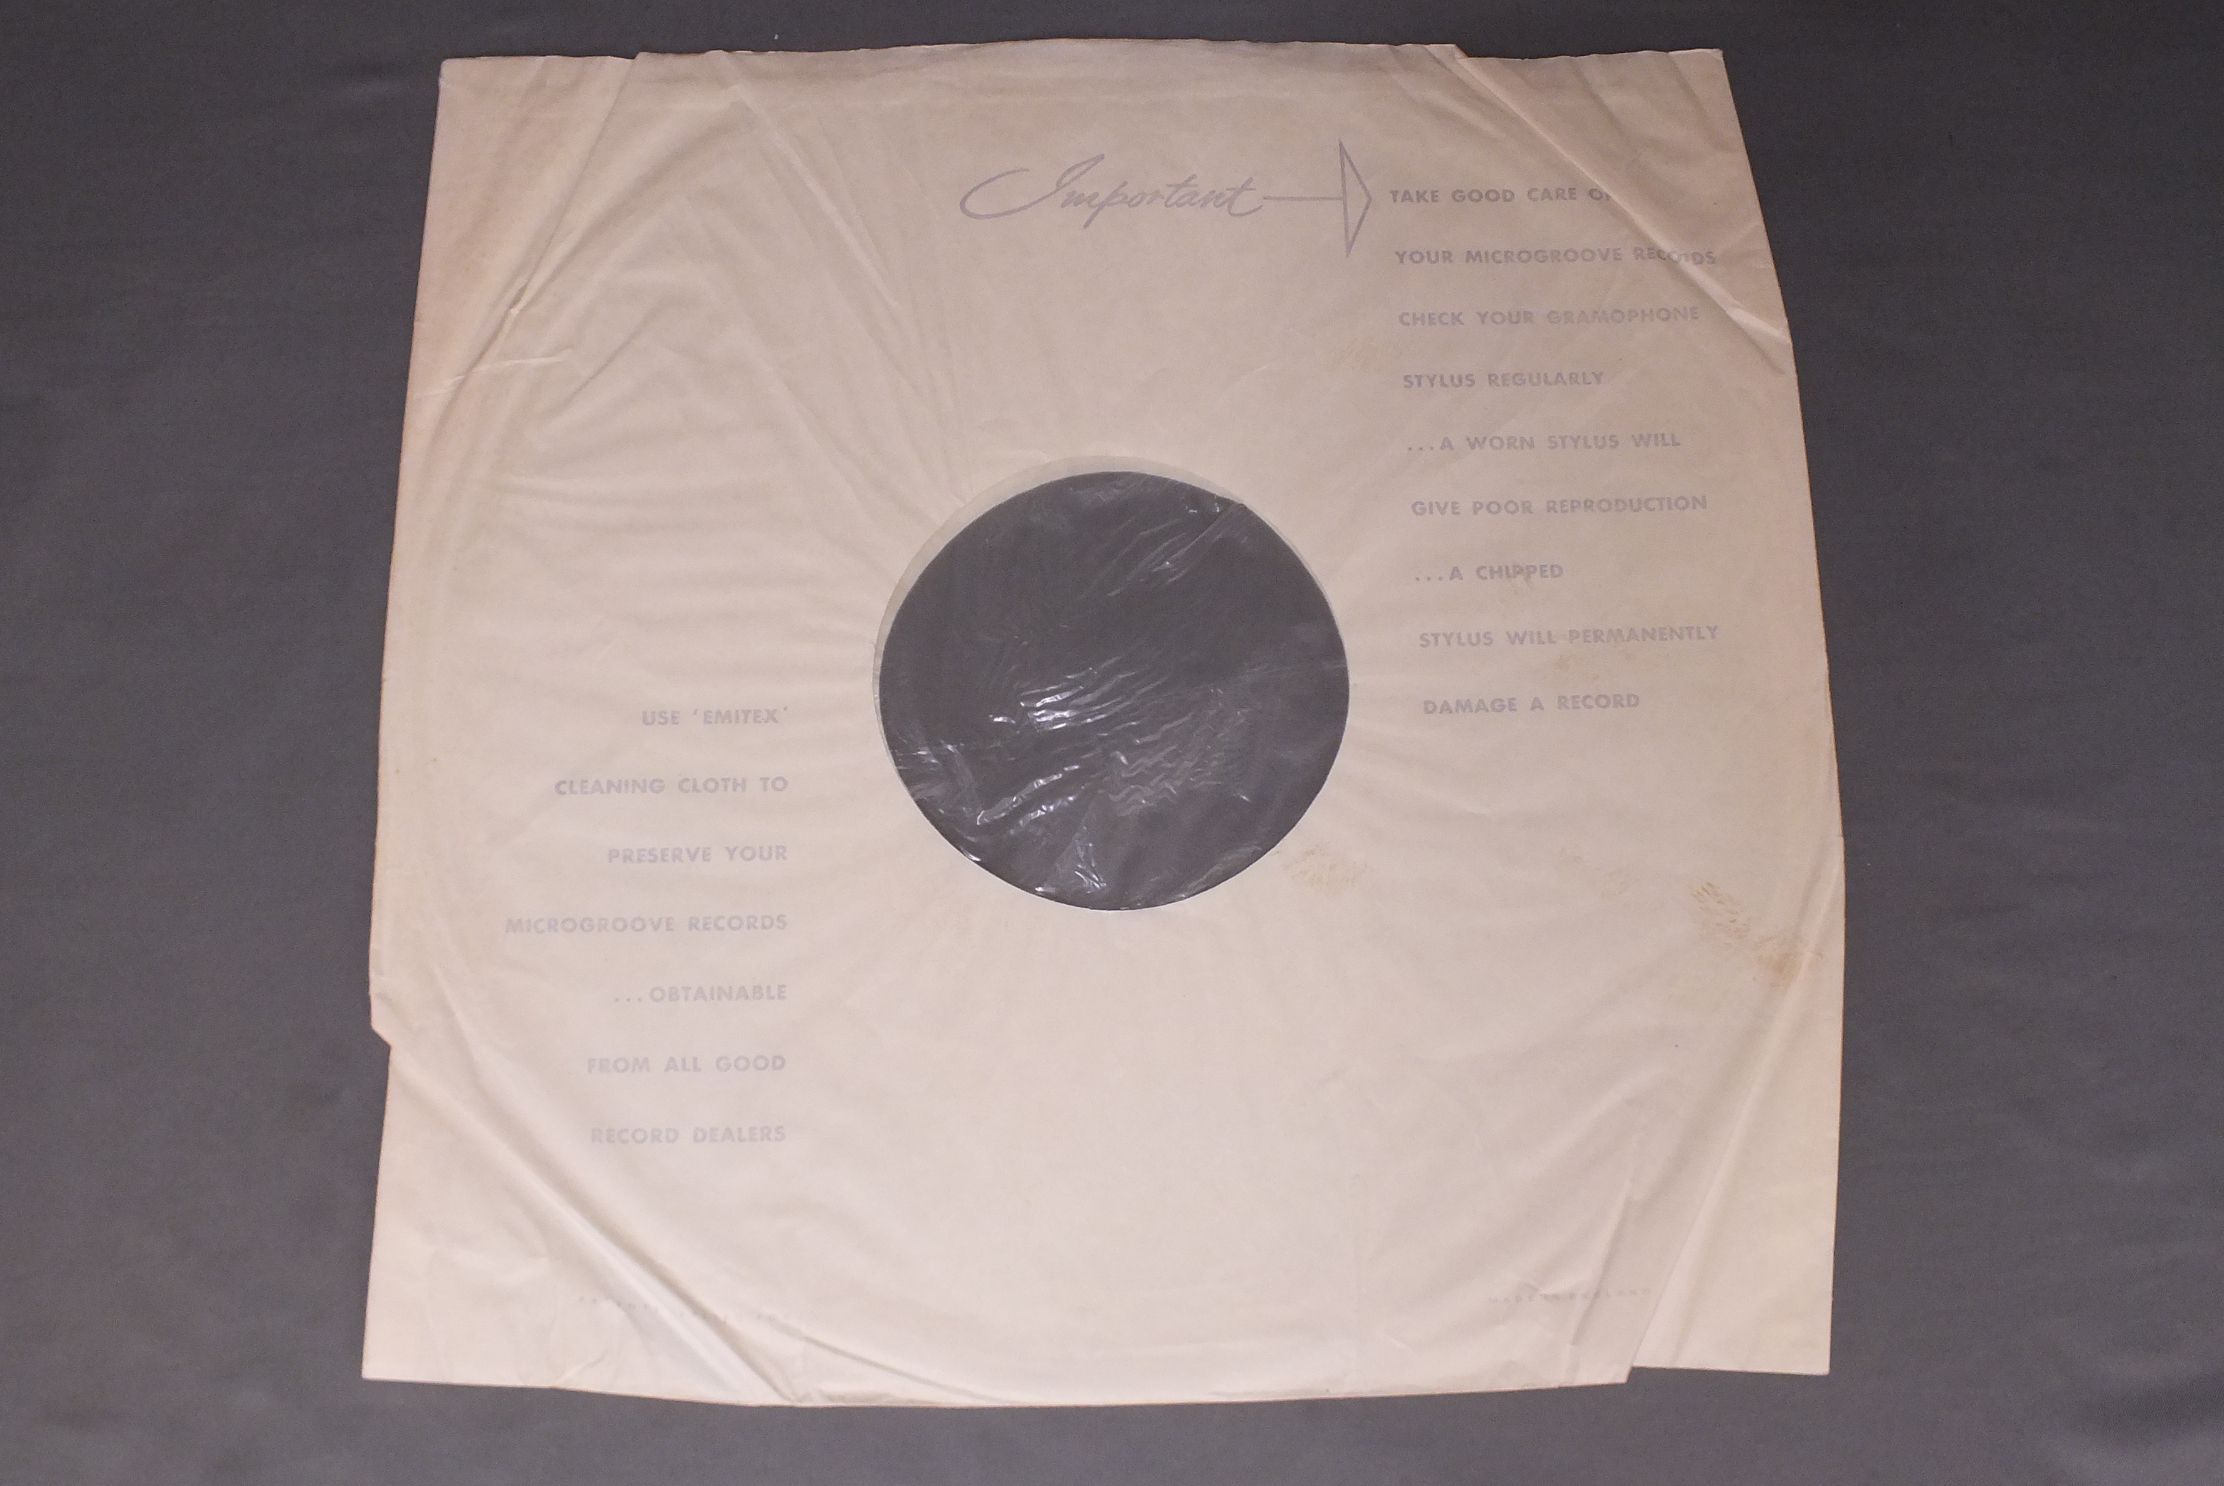 Important
TAKE GOOD CARE OF
YOUR MICROGROOVE RECORDS
CHECK YOUR GRAMOPHONE
STYLUS REGULARLY
...A WORN STYLUS WILL
GIVE POOR REPRODUCTION
...A CHIPPED
STYLUS WILL PERMANENTLY
DAMAGE A RECORD
USE 'EMITEX'
CLEANING CLOTH TO
PRESERVE YOUR
MICROGROOVE RECORDS
...OBTAINABLE
FROM ALL GOOD
RECORD DEALERS